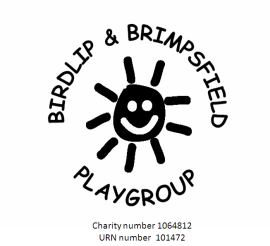 BIRDLIP & BRIMPSFIELD
PLAYGROUP
Charity number 1064812
URN number 101472